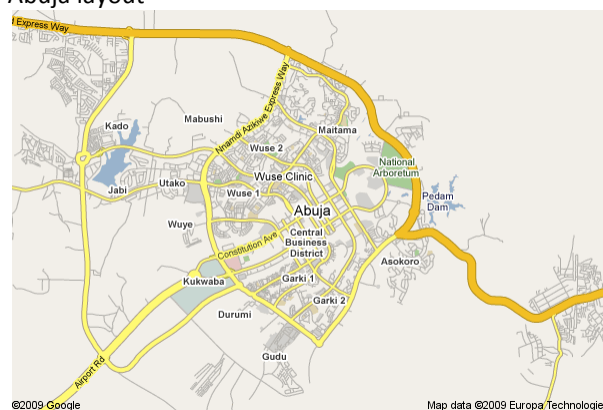 Abuja layout
d Express Way
Kado
Mabushi
Nnamdi Azikiwe Express Way
Maitama
Wuse 2
National
Arboretum
Wuse Clinic
Jabi
Utako
Wuse 1
Pedam
Dam
Abuja
Wuye
Constitution Ave
Central
Business
District
Asokoro
Kukwaba
Garki 1
Garki 2
Durumi
Gudu
Airport Rd
©2009 Google
Map data ©2009 Europa Technologie